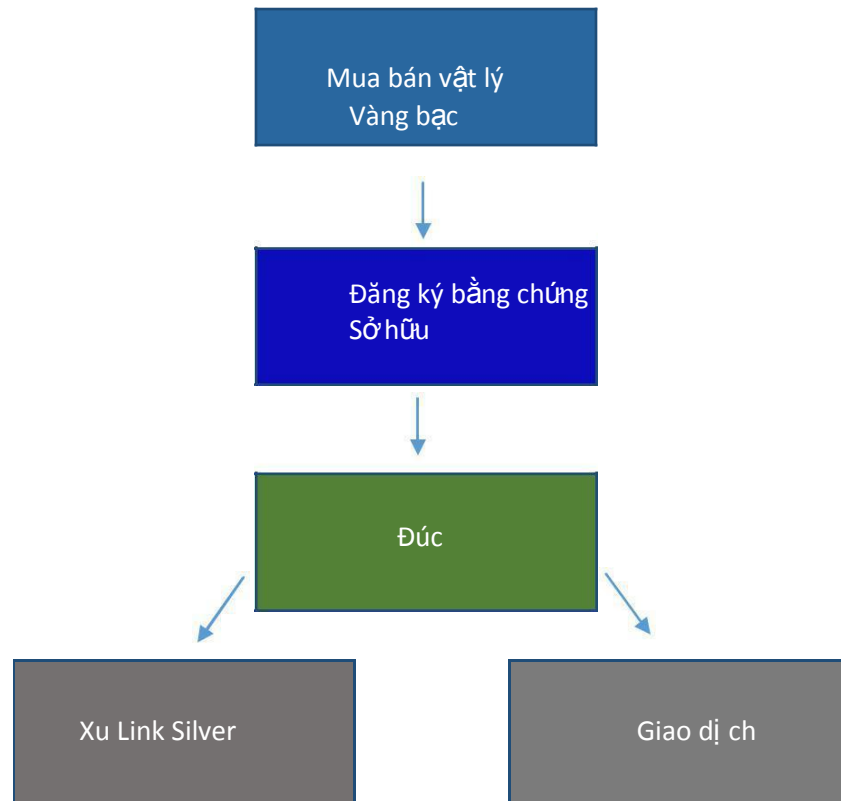 Mua bán vật lý
Vàng bạc
Đăng ký bằng chứng
Sở hữu
Đúc
Xu Link Silver
Giao dị ch